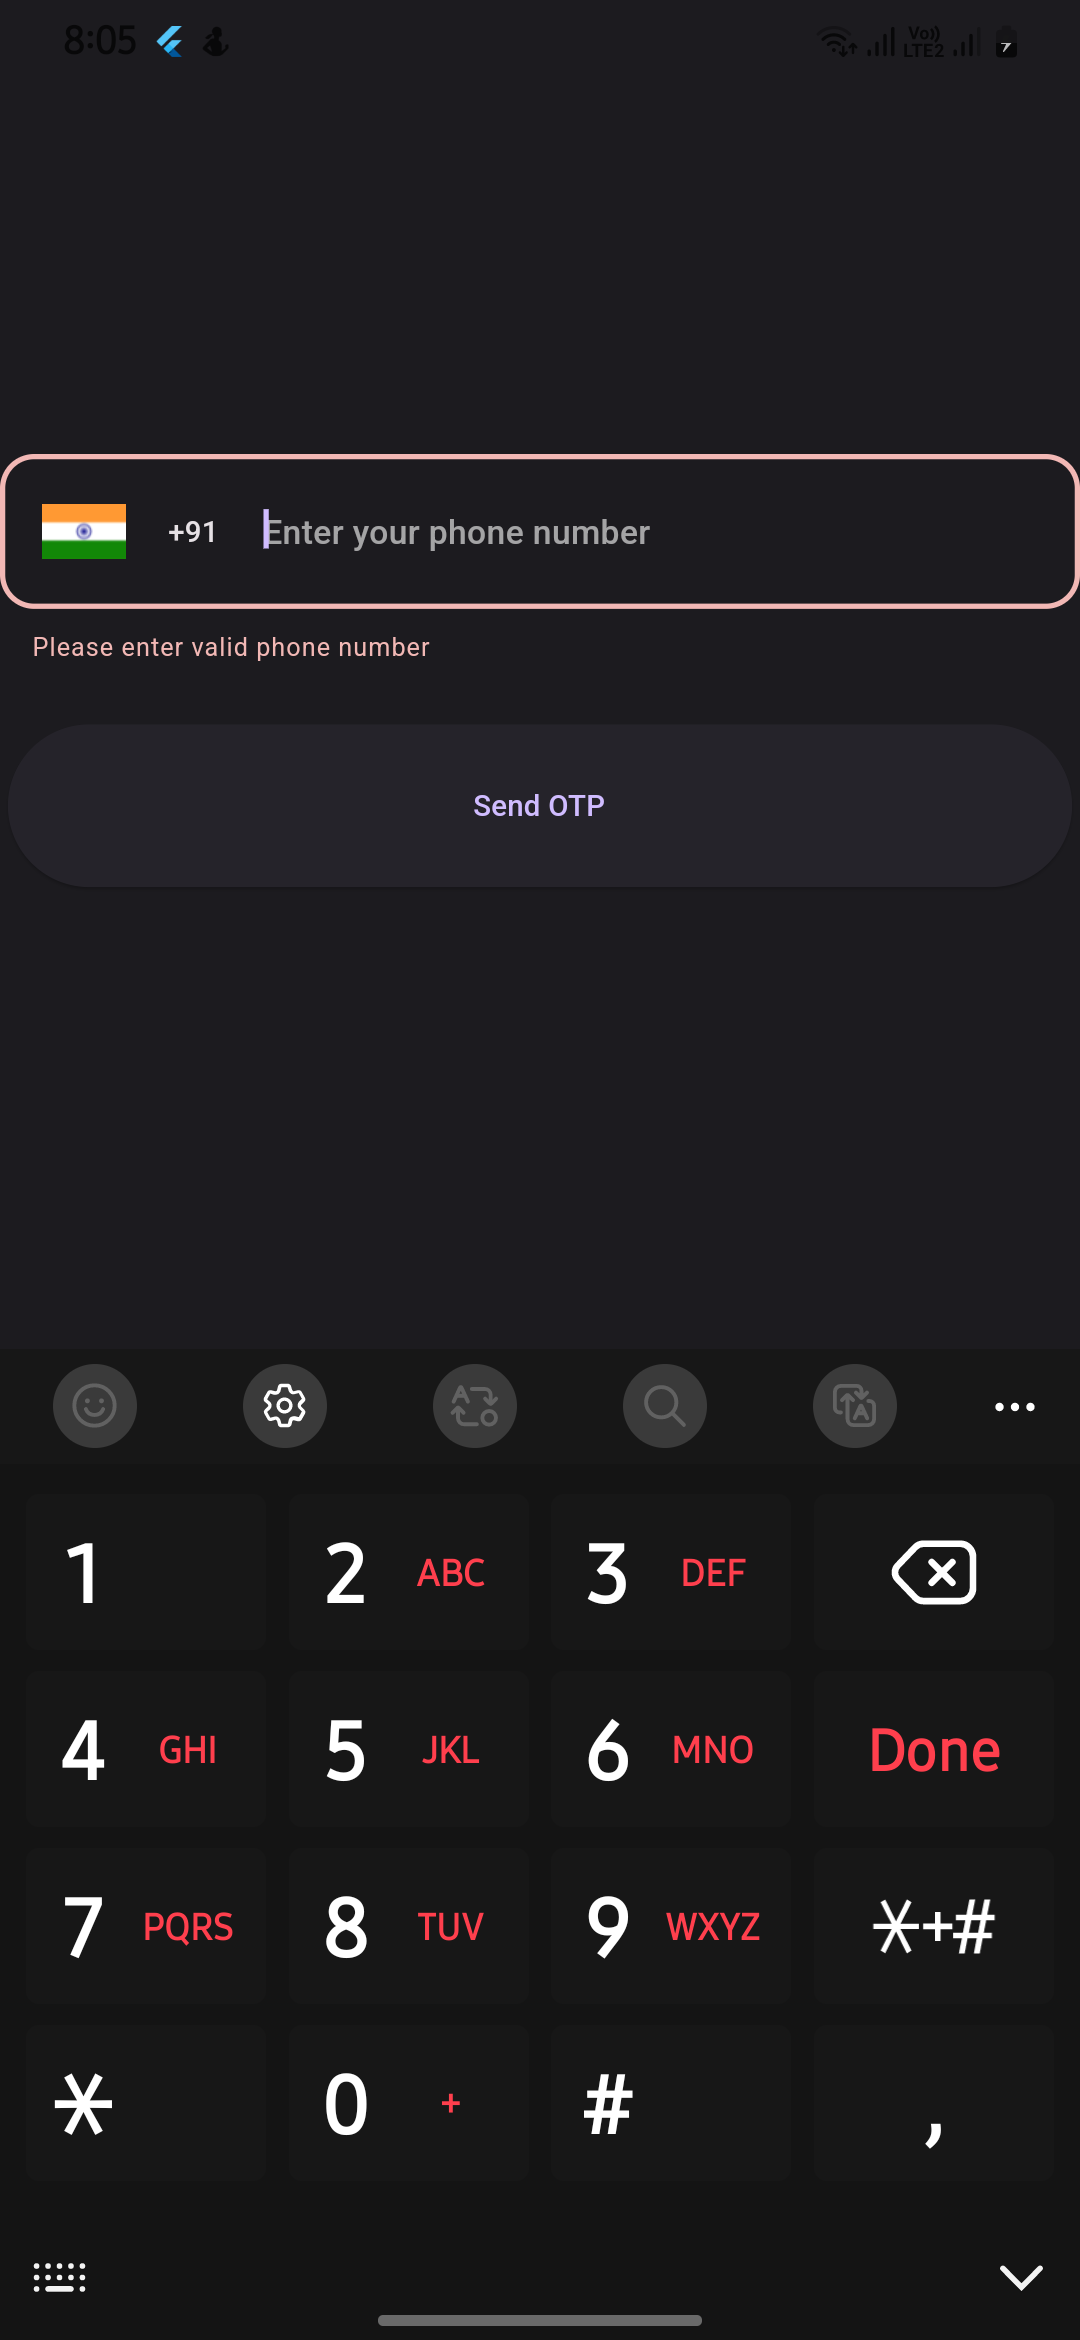 8:05
Vo))
LTE2
+91 Enter your phone number
Please enter valid phone number
Send OTP
1 2 ABC 3 DEF
4 GHI 5 JKL 6 MNO Done
7 PQRS 8 TUV 9 WXYZ *+#
* 0 + # ,